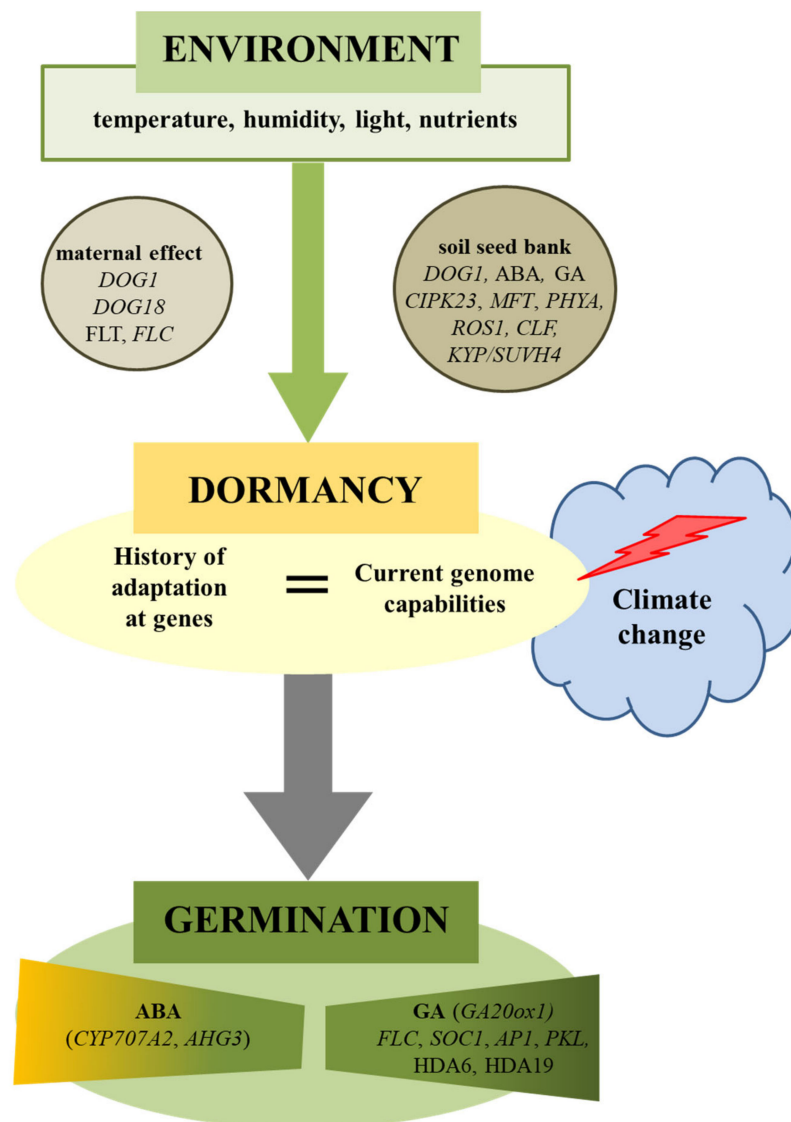 ENVIRONMENT
temperature, humidity, light, nutrients
maternal effect
DOG1
DOG18
FLT, FLC
soil seed bank
DOG1, ABA, GA
CIPK23, MFT, PHYA,
ROS1, CLF,
KYP/SUVH4
DORMANCY
History of
adaptation
at genes
=
Current genome
capabilities
Climate
change
GERMINATION
ABA
(CYP707A2, AHG3)
GA (GA20ox1)
FLC, SOC1, AP1, PKL,
HDA6, HDA19